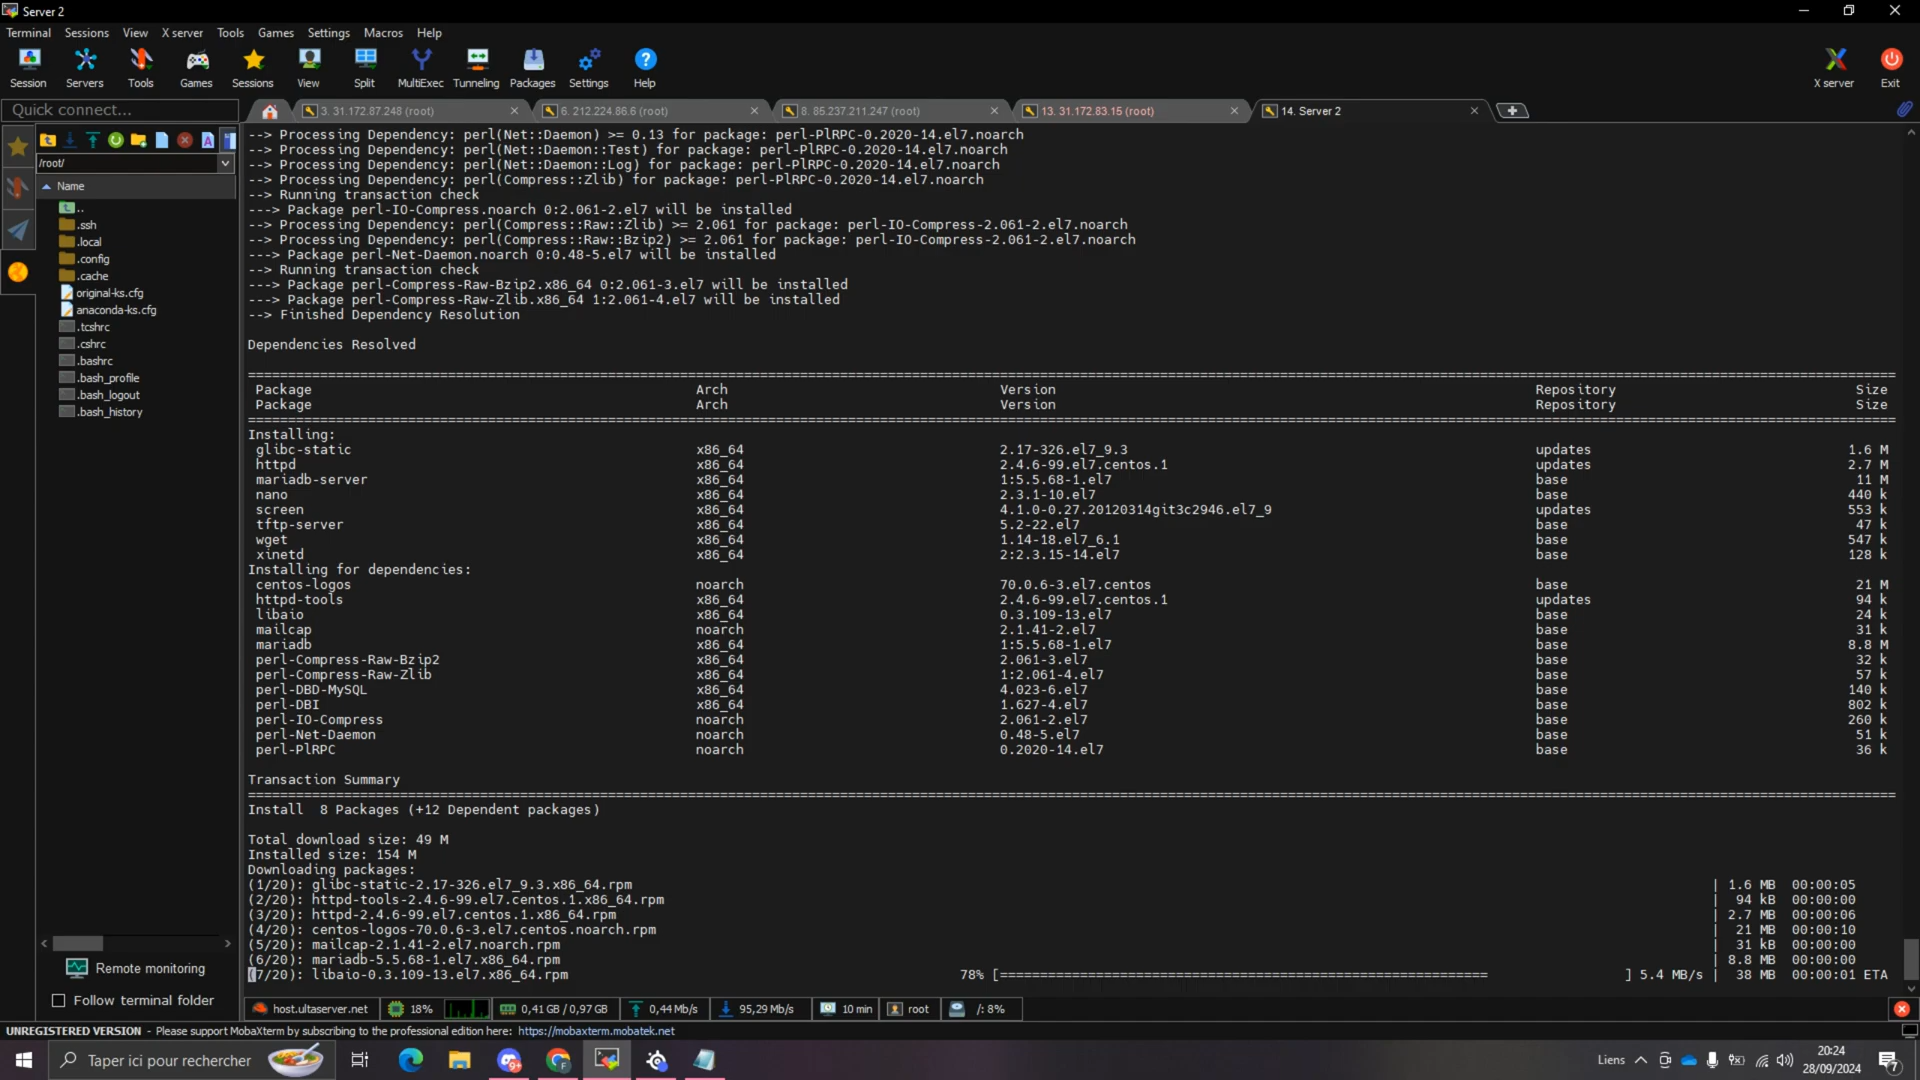 Server 2
Terminal Sessions View X server Tools Games Settings Macros Help
Session Servers Tools Games Sessions View Split MultiExec Tunneling Packages Settings Help X server Exit
Quick connect...
3. 31.172.87.248 (root) 6. 212.224.86.6 (root) 8. 85.237.211.247 (root) 13. 31.172.83.15 (root) 14. Server 2
/root/
Name
..
.ssh
.local
.config
.cache
original-ks.cfg
anaconda-ks.cfg
.tcshrc
.cshrc
.bashrc
.bash_profile
.bash_logout
.bash_history
Remote monitoring
Follow terminal folder
--> Processing Dependency: perl(Net::Daemon) >= 0.13 for package: perl-PlRPC-0.2020-14.el7.noarch
--> Processing Dependency: perl(Net::Daemon::Test) for package: perl-PlRPC-0.2020-14.el7.noarch
--> Processing Dependency: perl(Net::Daemon::Log) for package: perl-PlRPC-0.2020-14.el7.noarch
--> Processing Dependency: perl(Compress::Zlib) for package: perl-PlRPC-0.2020-14.el7.noarch
--> Running transaction check
---> Package perl-IO-Compress.noarch 0:2.061-2.el7 will be installed
--> Processing Dependency: perl(Compress::Raw::Zlib) >= 2.061 for package: perl-IO-Compress-2.061-2.el7.noarch
--> Processing Dependency: perl(Compress::Raw::Bzip2) >= 2.061 for package: perl-IO-Compress-2.061-2.el7.noarch
---> Package perl-Net-Daemon.noarch 0:0.48-5.el7 will be installed
--> Running transaction check
---> Package perl-Compress-Raw-Bzip2.x86_64 0:2.061-3.el7 will be installed
---> Package perl-Compress-Raw-Zlib.x86_64 1:2.061-4.el7 will be installed
--> Finished Dependency Resolution
Dependencies Resolved
Package Arch Version Repository Size
Package Arch Version Repository Size
Installing:
glibc-static x86_64 2.17-326.el7_9.3 updates 1.6 M
httpd x86_64 2.4.6-99.el7.centos.1 updates 2.7 M
mariadb-server x86_64 1:5.5.68-1.el7 base 11 M
nano x86_64 2.3.1-10.el7 base 440 k
screen x86_64 4.1.0-0.27.20120314git3c2946.el7_9 updates 553 k
tftp-server x86_64 5.2-22.el7 base 47 k
wget x86_64 1.14-18.el7_6.1 base 547 k
xinetd x86_64 2:2.3.15-14.el7 base 128 k
Installing for dependencies:
centos-logos noarch 70.0.6-3.el7.centos base 21 M
httpd-tools x86_64 2.4.6-99.el7.centos.1 updates 94 k
libaio x86_64 0.3.109-13.el7 base 24 k
mailcap noarch 2.1.41-2.el7 base 31 k
mariadb x86_64 1:5.5.68-1.el7 base 8.8 M
perl-Compress-Raw-Bzip2 x86_64 2.061-3.el7 base 32 k
perl-Compress-Raw-Zlib x86_64 1:2.061-4.el7 base 57 k
perl-DBD-MySQL x86_64 4.023-6.el7 base 140 k
perl-DBI x86_64 1.627-4.el7 base 802 k
perl-IO-Compress noarch 2.061-2.el7 base 260 k
perl-Net-Daemon noarch 0.48-5.el7 base 51 k
perl-PlRPC noarch 0.2020-14.el7 base 36 k
Transaction Summary
Install 8 Packages (+12 Dependent packages)
Total download size: 49 M
Installed size: 154 M
Downloading packages:
(1/20): glibc-static-2.17-326.el7_9.3.x86_64.rpm | 1.6 MB 00:00:05
(2/20): httpd-tools-2.4.6-99.el7.centos.1.x86_64.rpm | 94 kB 00:00:00
(3/20): httpd-2.4.6-99.el7.centos.1.x86_64.rpm | 2.7 MB 00:00:06
(4/20): centos-logos-70.0.6-3.el7.centos.noarch.rpm | 21 MB 00:00:10
(5/20): mailcap-2.1.41-2.el7.noarch.rpm | 31 kB 00:00:00
(6/20): mariadb-5.5.68-1.el7.x86_64.rpm | 8.8 MB 00:00:00
(7/20): libaio-0.3.109-13.el7.x86_64.rpm 78% [============================================================= ] 5.4 MB/s | 38 MB 00:00:01 ETA
host.ultaserver.net 18% 0,41 GB / 0,97 GB 0,44 Mb/s 95,29 Mb/s 10 min root /: 8%
UNREGISTERED VERSION - Please support MobaXterm by subscribing to the professional edition here: https://mobaxterm.mobatek.net
Taper ici pour rechercher
Liens
20:24
28/09/2024
7